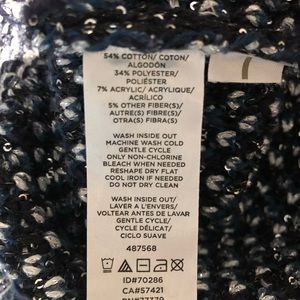 54% COTTON/ COTON/
ALGODÓN
34% POLYESTER/
POLIÉSTER
7% ACRYLIC/ ACRYLIQUE/
ACRÍLICO
5% OTHER FIBER(S)/
AUTRE(S) FIBRE(S)/
OTRA(S) FIBRA(S)
WASH INSIDE OUT
MACHINE WASH COLD
GENTLE CYCLE
ONLY NON-CHLORINE
BLEACH WHEN NEEDED
RESHAPE DRY FLAT
COOL IRON IF NEEDED
DO NOT DRY CLEAN
WASH INSIDE OUT/
LAVER A L'ENVERS/
VOLTEAR ANTES DE LAVAR
GENTLE CYCLE/
CYCLE DÉLICAT/
CICLO SUAVE
487568
ID#70286
CA#57421
RN#77379